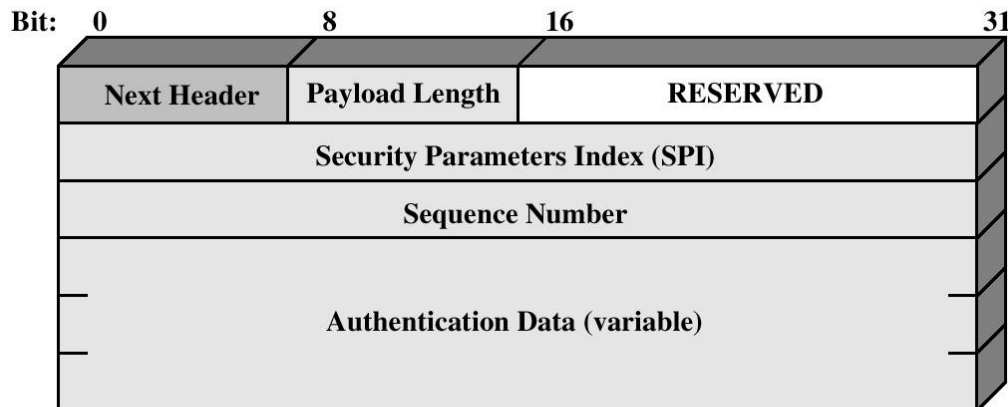 Bit: 0 8 16 31
Next Header Payload Length RESERVED
Security Parameters Index (SPI)
Sequence Number
Authentication Data (variable)